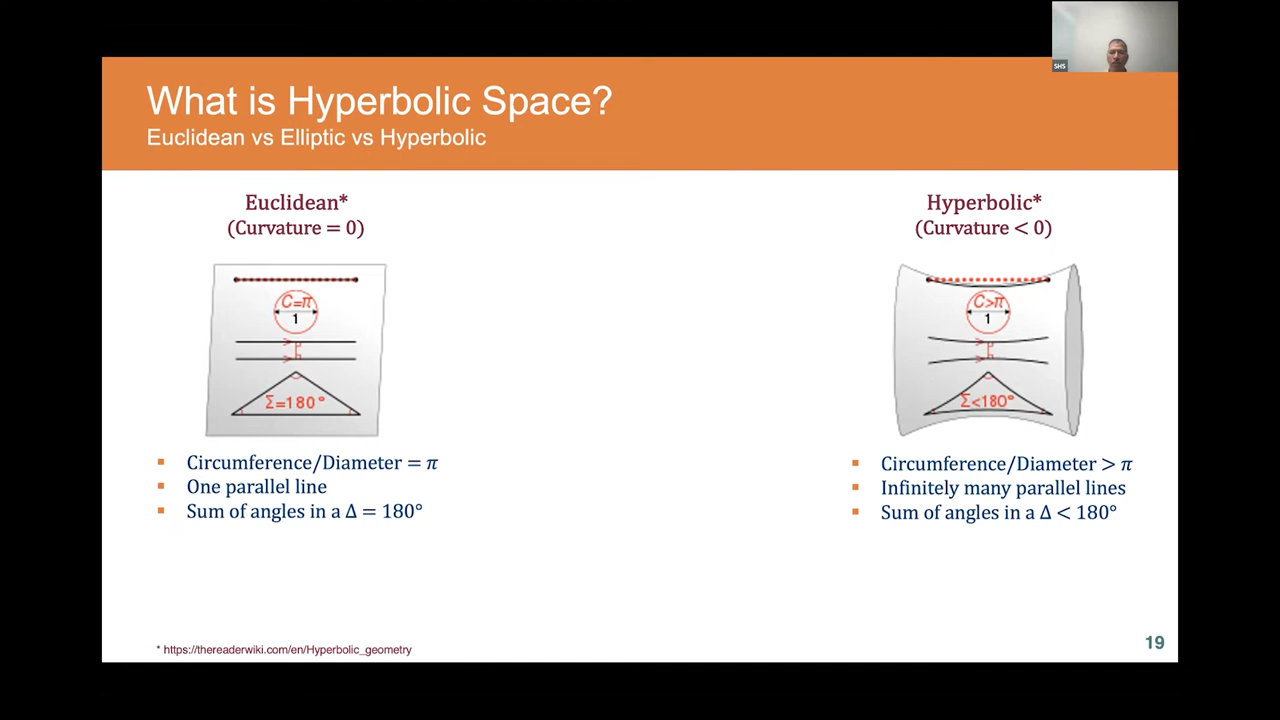 SHS
What is Hyperbolic Space?
Euclidean vs Elliptic vs Hyperbolic
Euclidean*
(Curvature = 0)
C=π
1
Σ=180°
▪ Circumference/Diameter = π
▪ One parallel line
▪ Sum of angles in a Δ = 180°
Hyperbolic*
(Curvature < 0)
C>π
1
Σ<180°
▪ Circumference/Diameter > π
▪ Infinitely many parallel lines
▪ Sum of angles in a Δ < 180°
* https://thereaderwiki.com/en/Hyperbolic_geometry
19